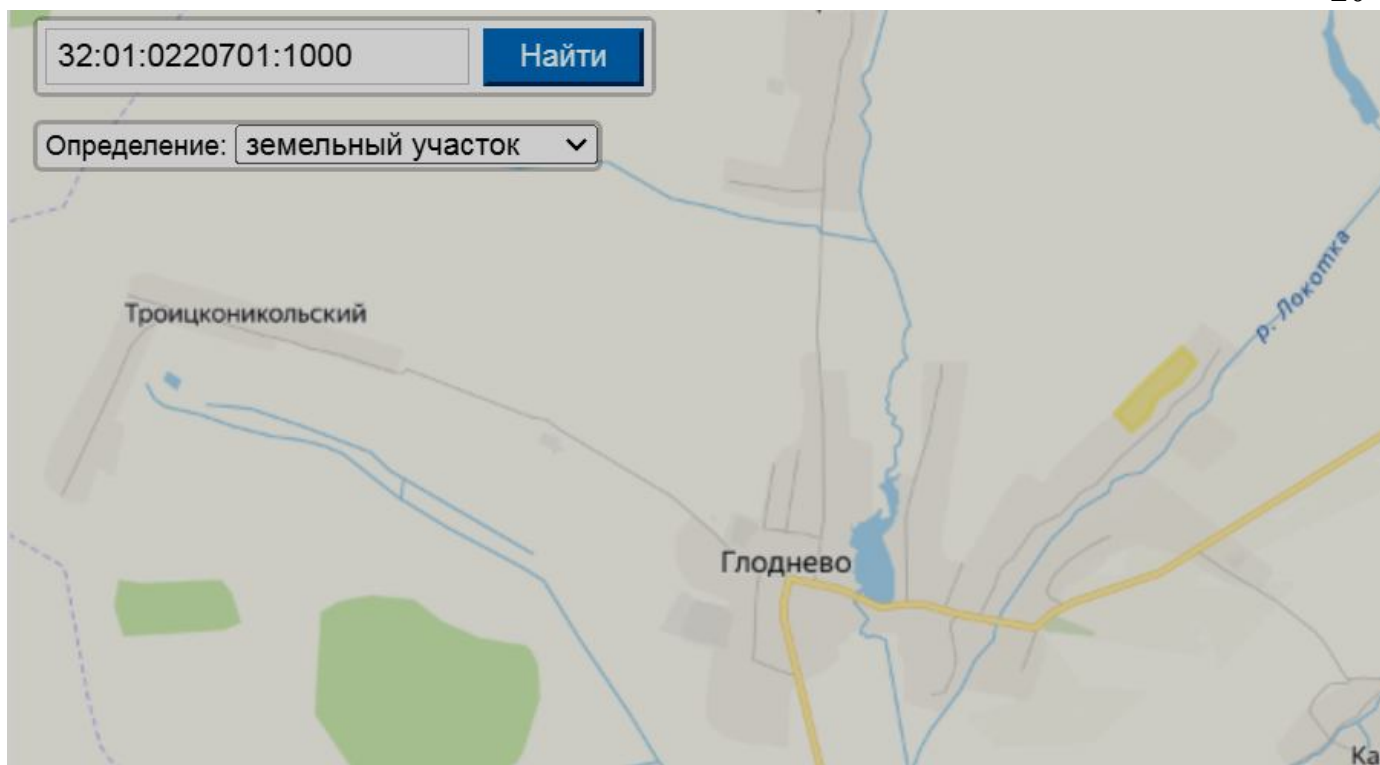 32:01:0220701:1000 Найти
Определение: земельный участок
Троицконикольский
р. Локотка
Глоднево
Ка